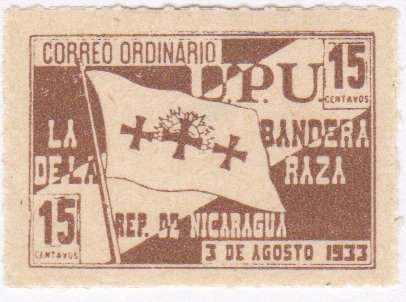 CORREO ORDINARIO
U.P.U
15
CENTAVOS
LA BANDERA
DE LA RAZA
15
CENTAVOS
REP. DE NICARAGUA
3 DE AGOSTO 1933